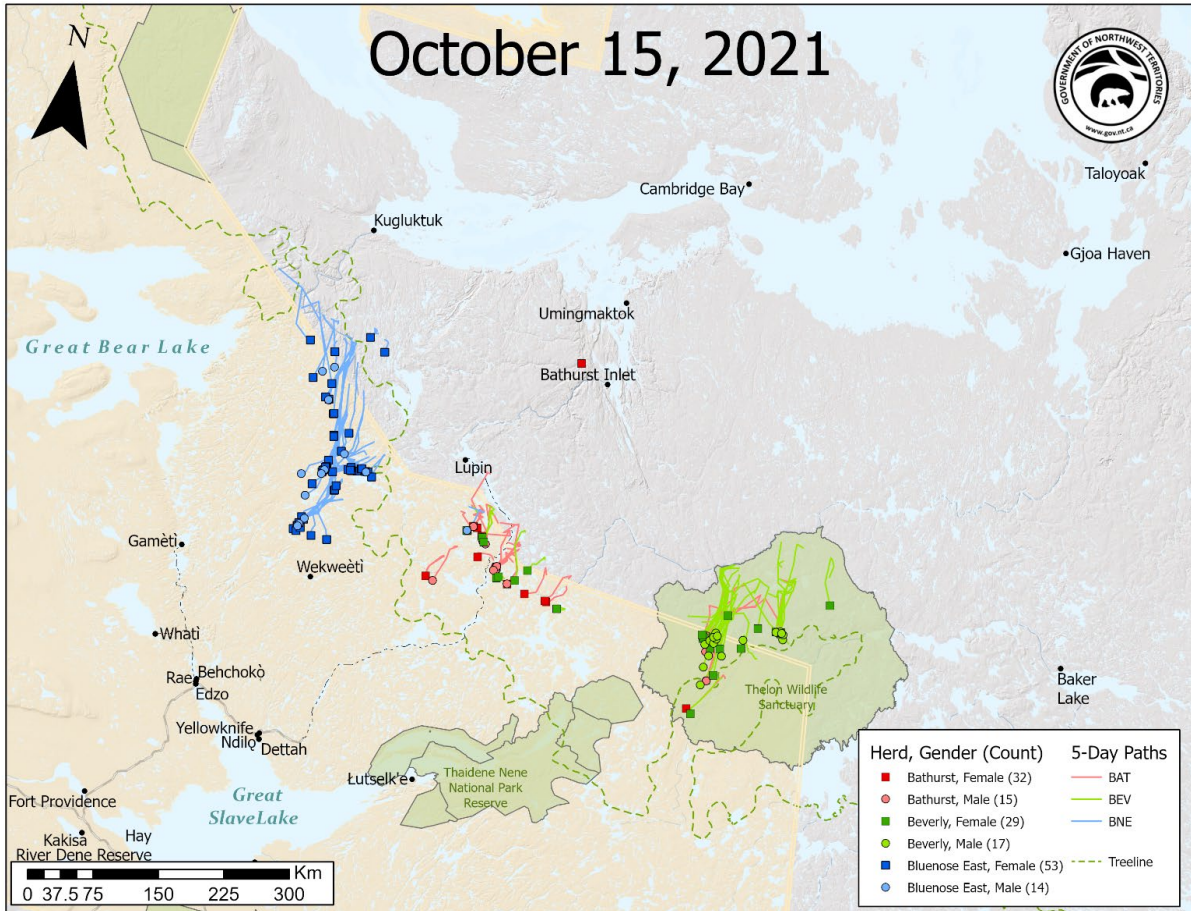 October 15, 2021
N
GOVERNMENT OF NORTHWEST TERRITORIES
www.gov.nt.ca
Taloyoak
Cambridge Bay
Kugluktuk
Gjoa Haven
Umingmaktok
Great Bear Lake
Bathurst Inlet
Lupin
Gamètì
Wekweètì
Whatì
Behchokò
Rae
Edzo
Baker
Lake
Thelon Wildlife
Sanctuary
Yellowknife
Ndilǫ
Dettah
Łutselk'e
Thaidene Nene
National Park
Reserve
Fort Providence
Great
Slave Lake
Kakisa
Hay
River Dene Reserve
Km
0 37.5 75 150 225 300
Herd, Gender (Count)
Bathurst, Female (32)
Bathurst, Male (15)
Beverly, Female (29)
Beverly, Male (17)
Bluenose East, Female (53)
Bluenose East, Male (14)
5-Day Paths
BAT
BEV
BNE
Treeline